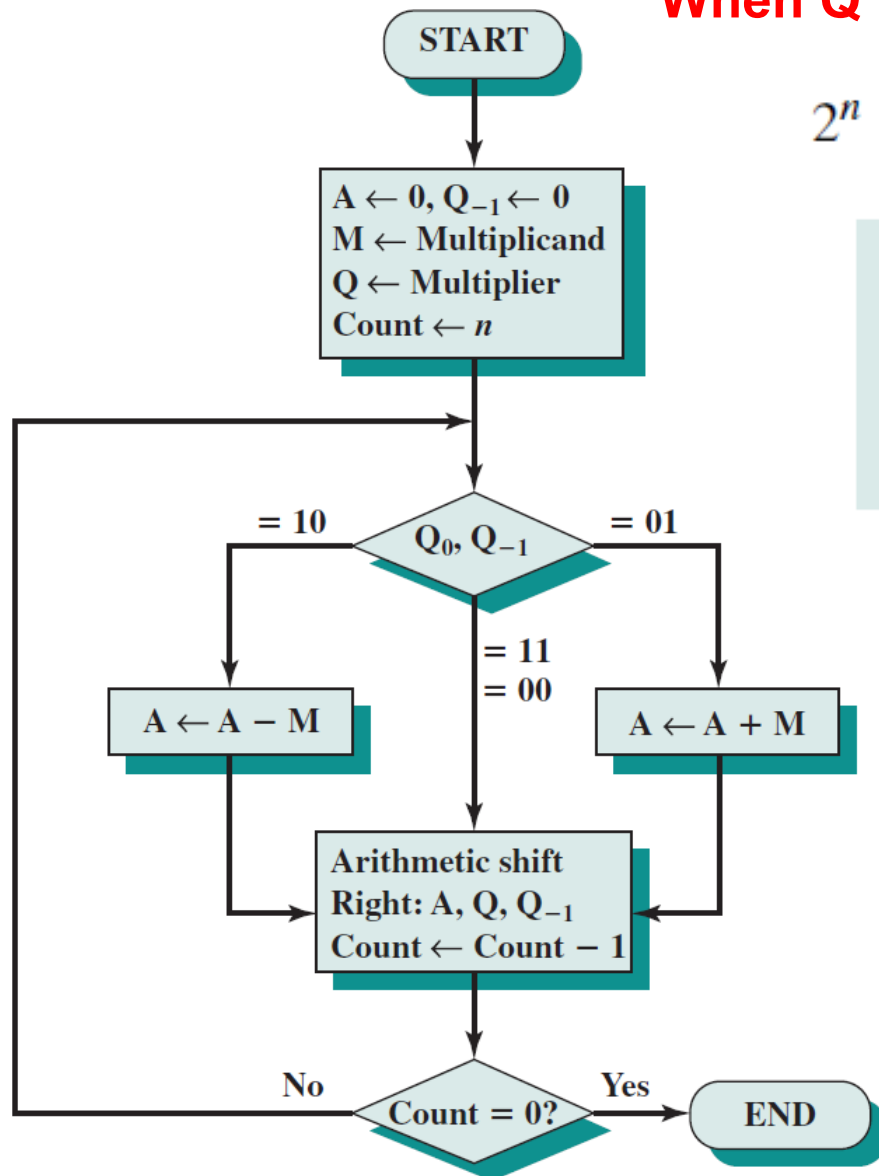 When Q
START
2ⁿ
A ← 0, Q₋₁ ← 0
M ← Multiplicand
Q ← Multiplier
Count ← n
= 10
Q₀, Q₋₁
= 01
= 11
= 00
A ← A − M
A ← A + M
Arithmetic shift
Right: A, Q, Q₋₁
Count ← Count − 1
No
Count = 0?
Yes
END